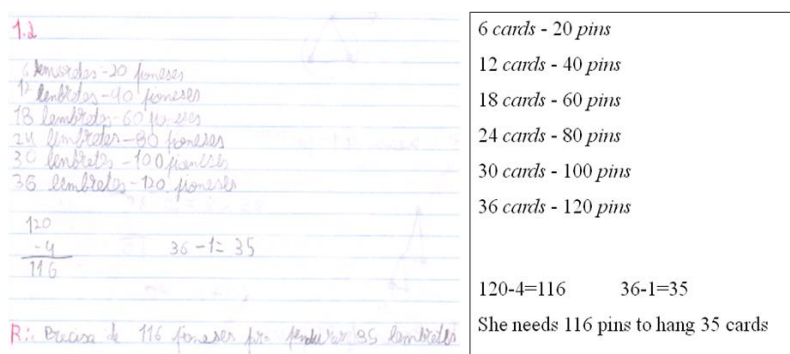 1.2
6 lembretes - 20 pioneses
12 lembretes - 40 pioneses
18 lembretes - 60 pioneses
24 lembretes - 80 pioneses
30 lembretes - 100 pioneses
36 lembretes - 120 pioneses
120
-4
116
36-1=35
R: Precisa de 116 pioneses pra pendurar 35 lembretes
6 cards - 20 pins
12 cards - 40 pins
18 cards - 60 pins
24 cards - 80 pins
30 cards - 100 pins
36 cards - 120 pins
120-4=116 36-1=35
She needs 116 pins to hang 35 cards